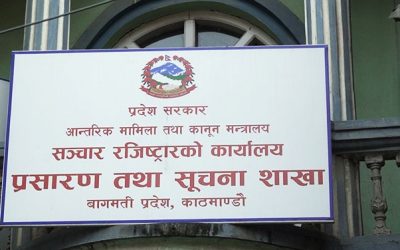 प्रदेश सरकार
आन्तरिक मामिला तथा कानून मन्त्रालय
सञ्चार रजिष्ट्रारको कार्यालय
प्रसारण तथा सूचना शाखा
बागमती प्रदेश, काठमाण्डौ